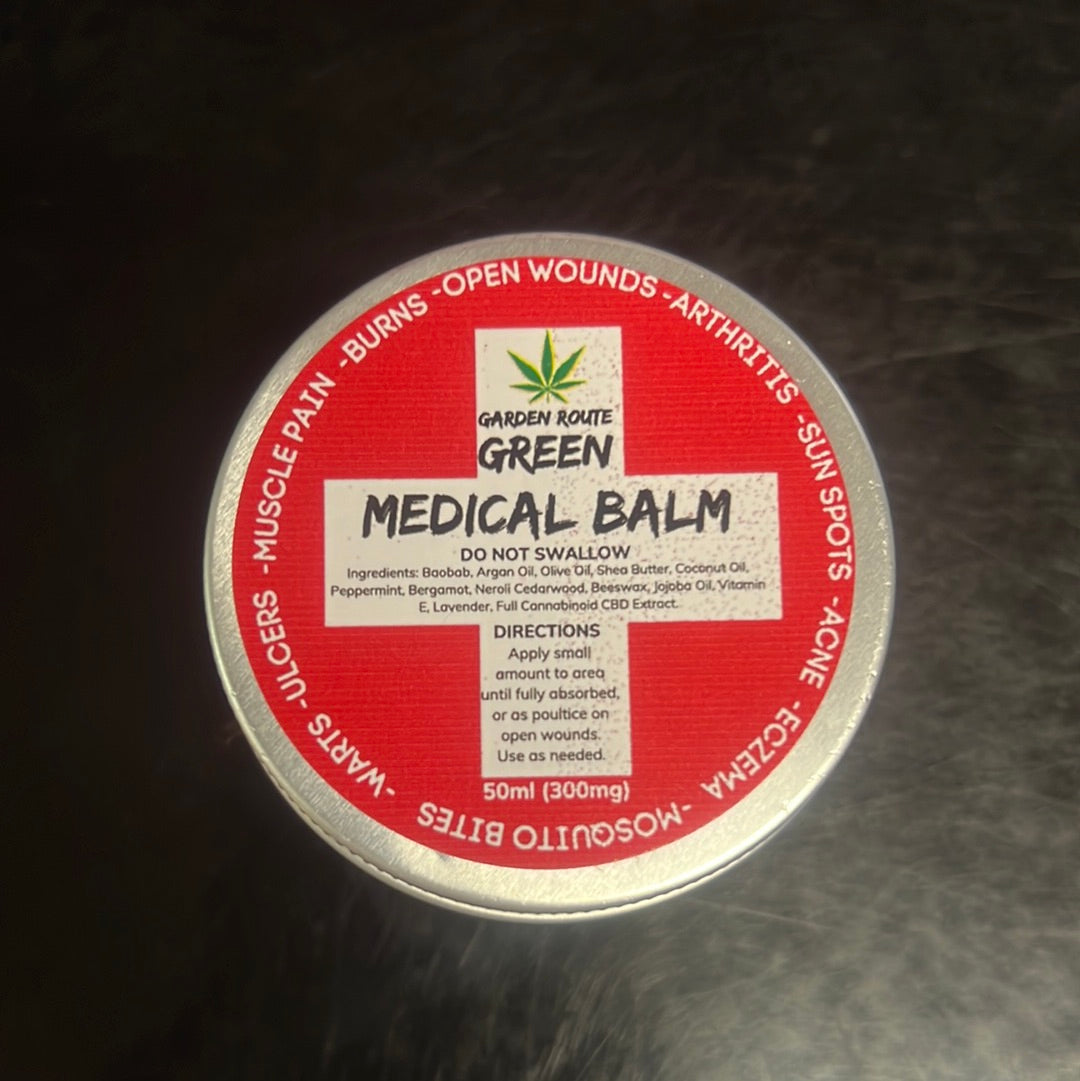 GARDEN ROUTE
GREEN
MEDICAL BALM
DO NOT SWALLOW
Ingredients: Baobab, Argan Oil, Olive Oil, Shea Butter, Coconut Oil,
Peppermint, Bergamot, Neroli Cedarwood, Beeswax, Jojoba Oil, Vitamin
E, Lavender, Full Cannabinoid CBD Extract.
DIRECTIONS
Apply small
amount to area
until fully absorbed,
or as poultice on
open wounds.
Use as needed.
50ml (300mg)
-MUSCLE PAIN -BURNS -OPEN WOUNDS -ARTHRITIS -SUN SPOTS -ACNE -ECZEMA -MOSQUITO BITES -WARTS -ULCERS